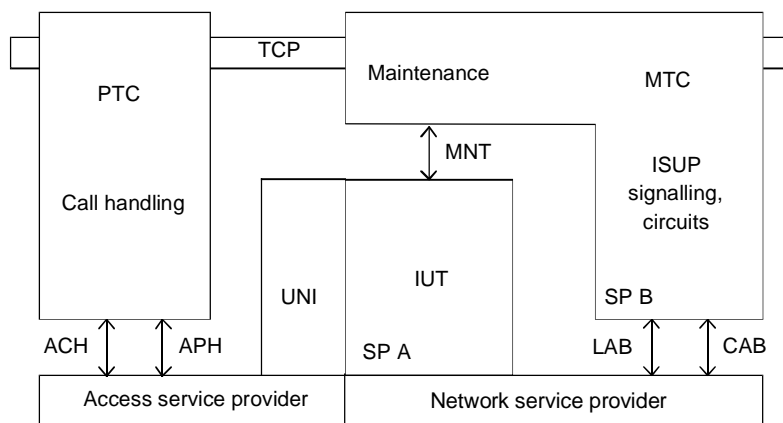 TCP
PTC
Maintenance
MTC
MNT
Call handling
ISUP
signalling,
circuits
UNI
IUT
SP A
SP B
ACH
APH
LAB
CAB
Access service provider
Network service provider